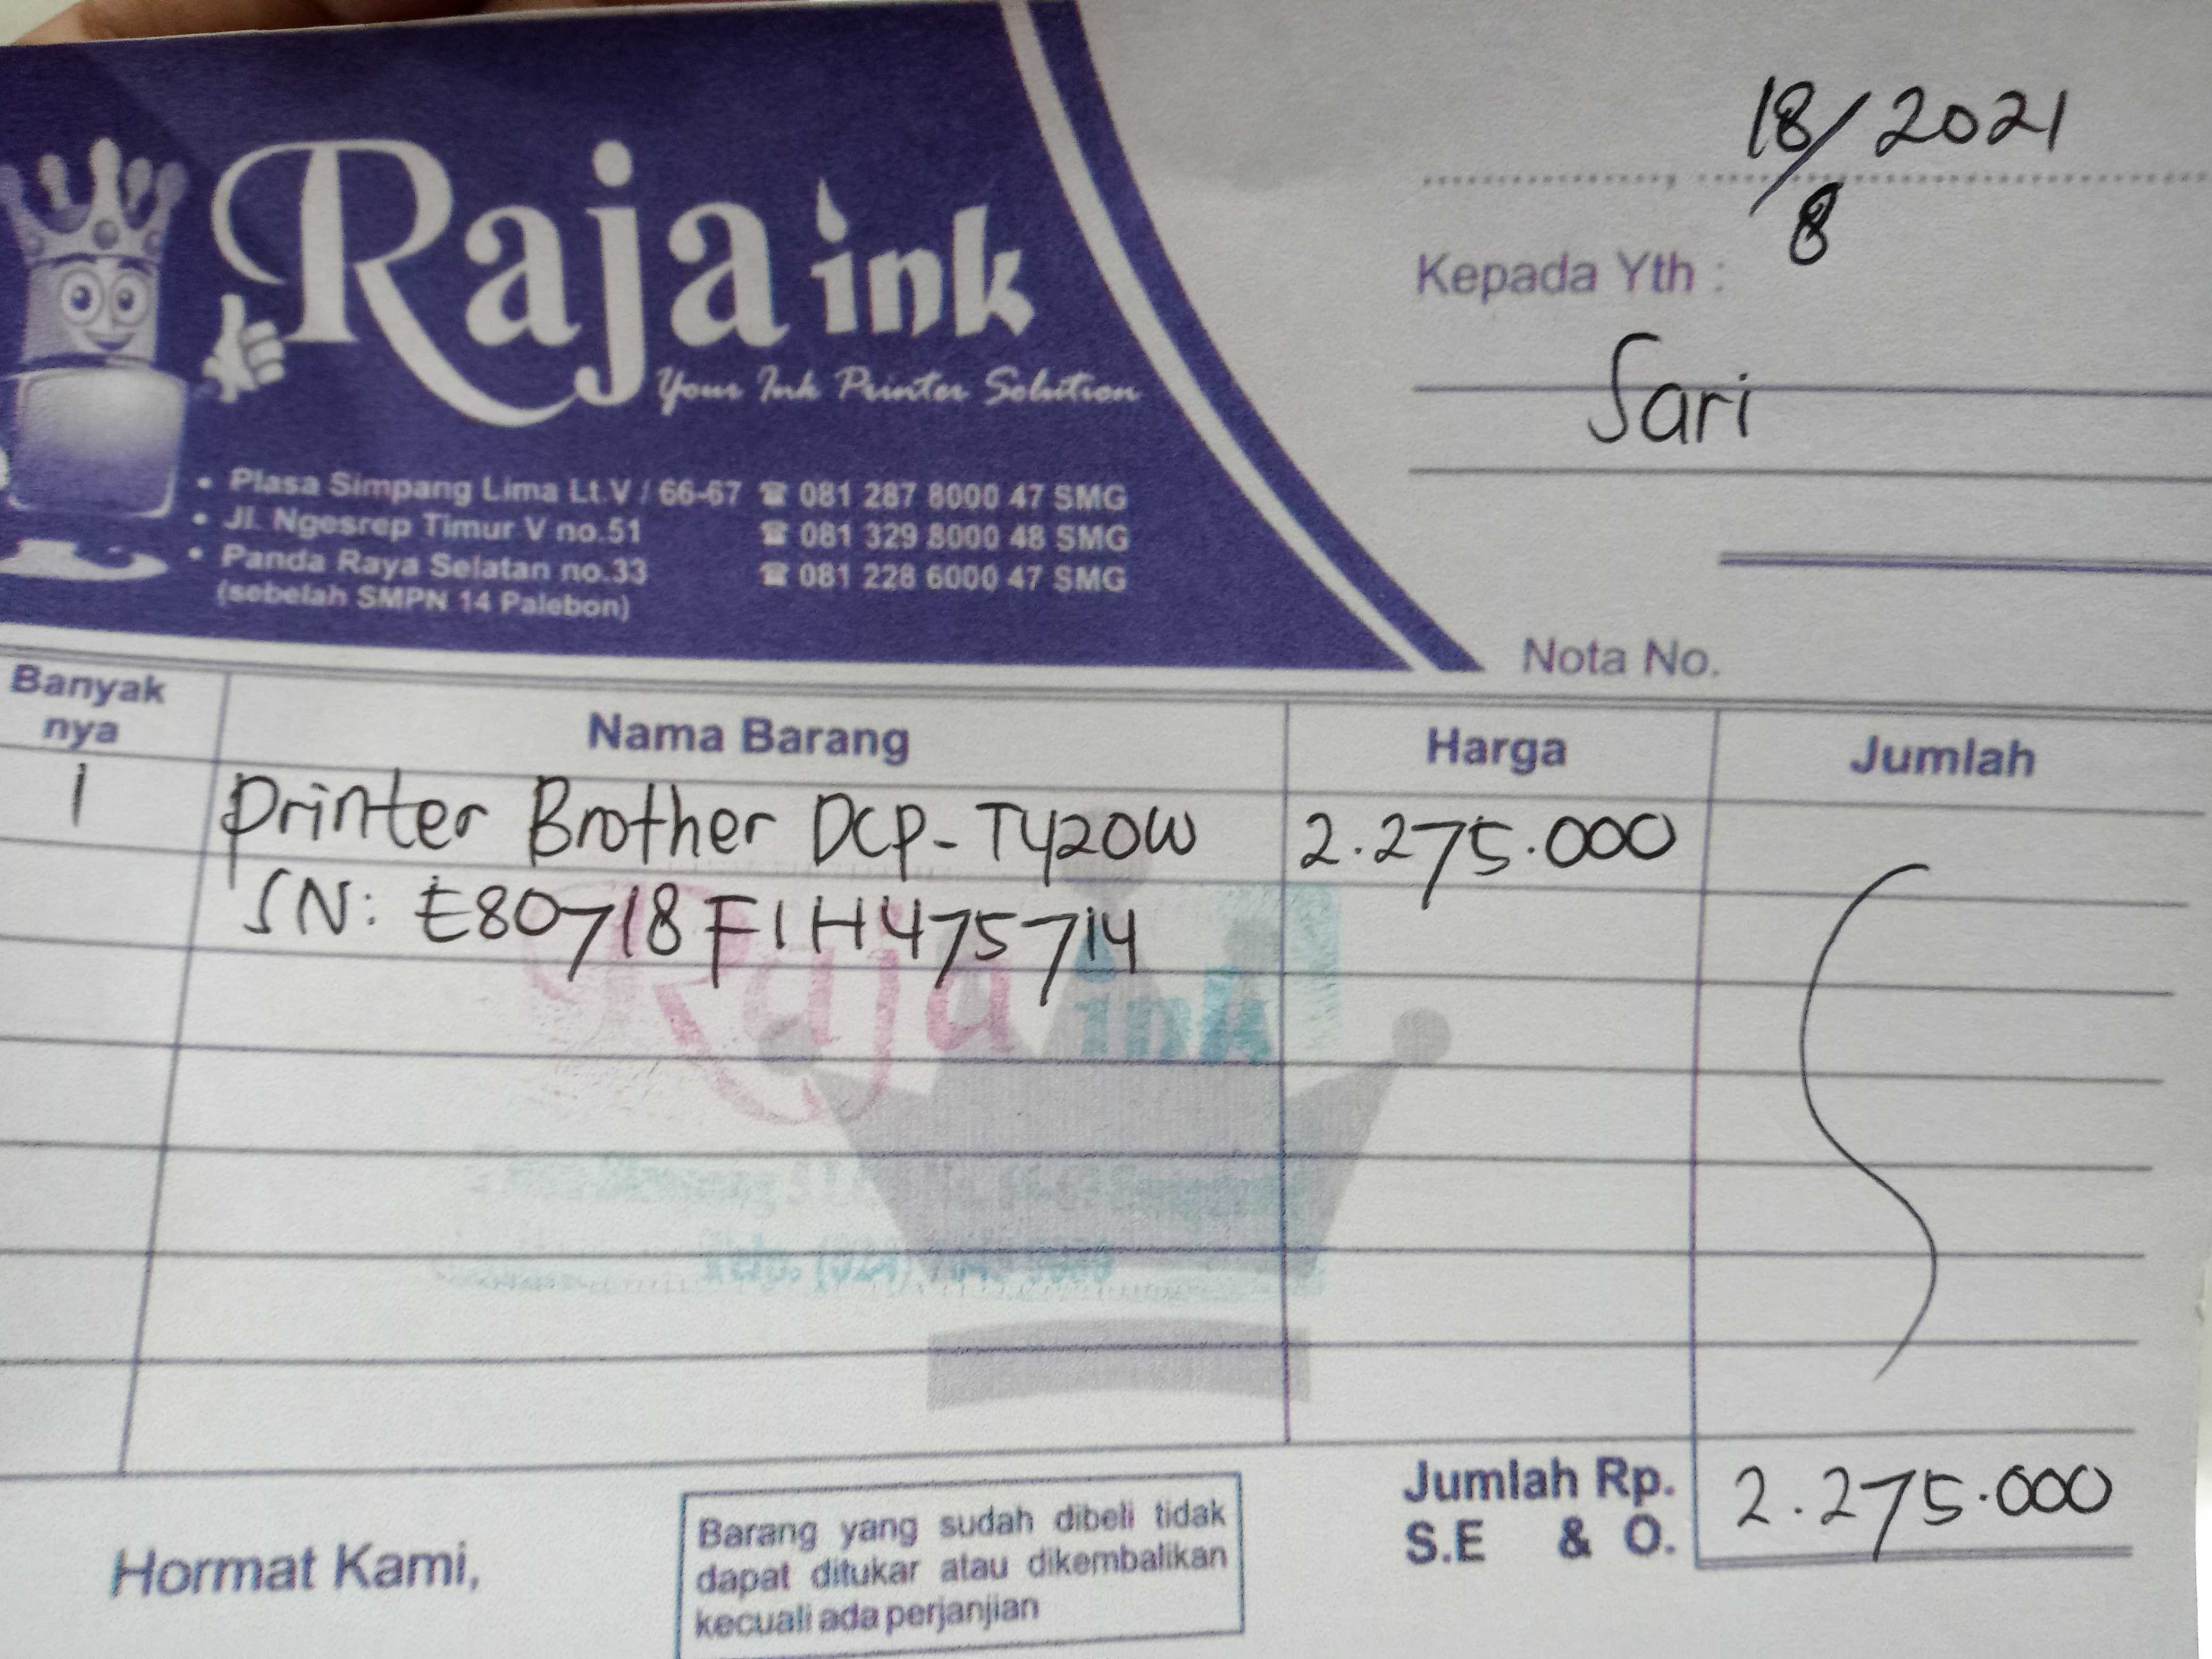 Raja ink
Your Ink Printer Solution
• Plasa Simpang Lima Lt.V / 66-67 ☎ 081 287 8000 47 SMG
• Jl. Ngesrep Timur V no.51 ☎ 081 329 8000 48 SMG
• Panda Raya Selatan no.33 ☎ 081 228 6000 47 SMG
(sebelah SMPN 14 Palebon)
18/8 2021
Kepada Yth :
Sari
Nota No.
Banyak nya Nama Barang Harga Jumlah
1 Printer Brother DCP-T420W 2.275.000
SN: E80718F1H475714
Raja ink
Jumlah Rp. 2.275.000
S.E & O.
Hormat Kami,
Barang yang sudah dibeli tidak
dapat ditukar atau dikembalikan
kecuali ada perjanjian